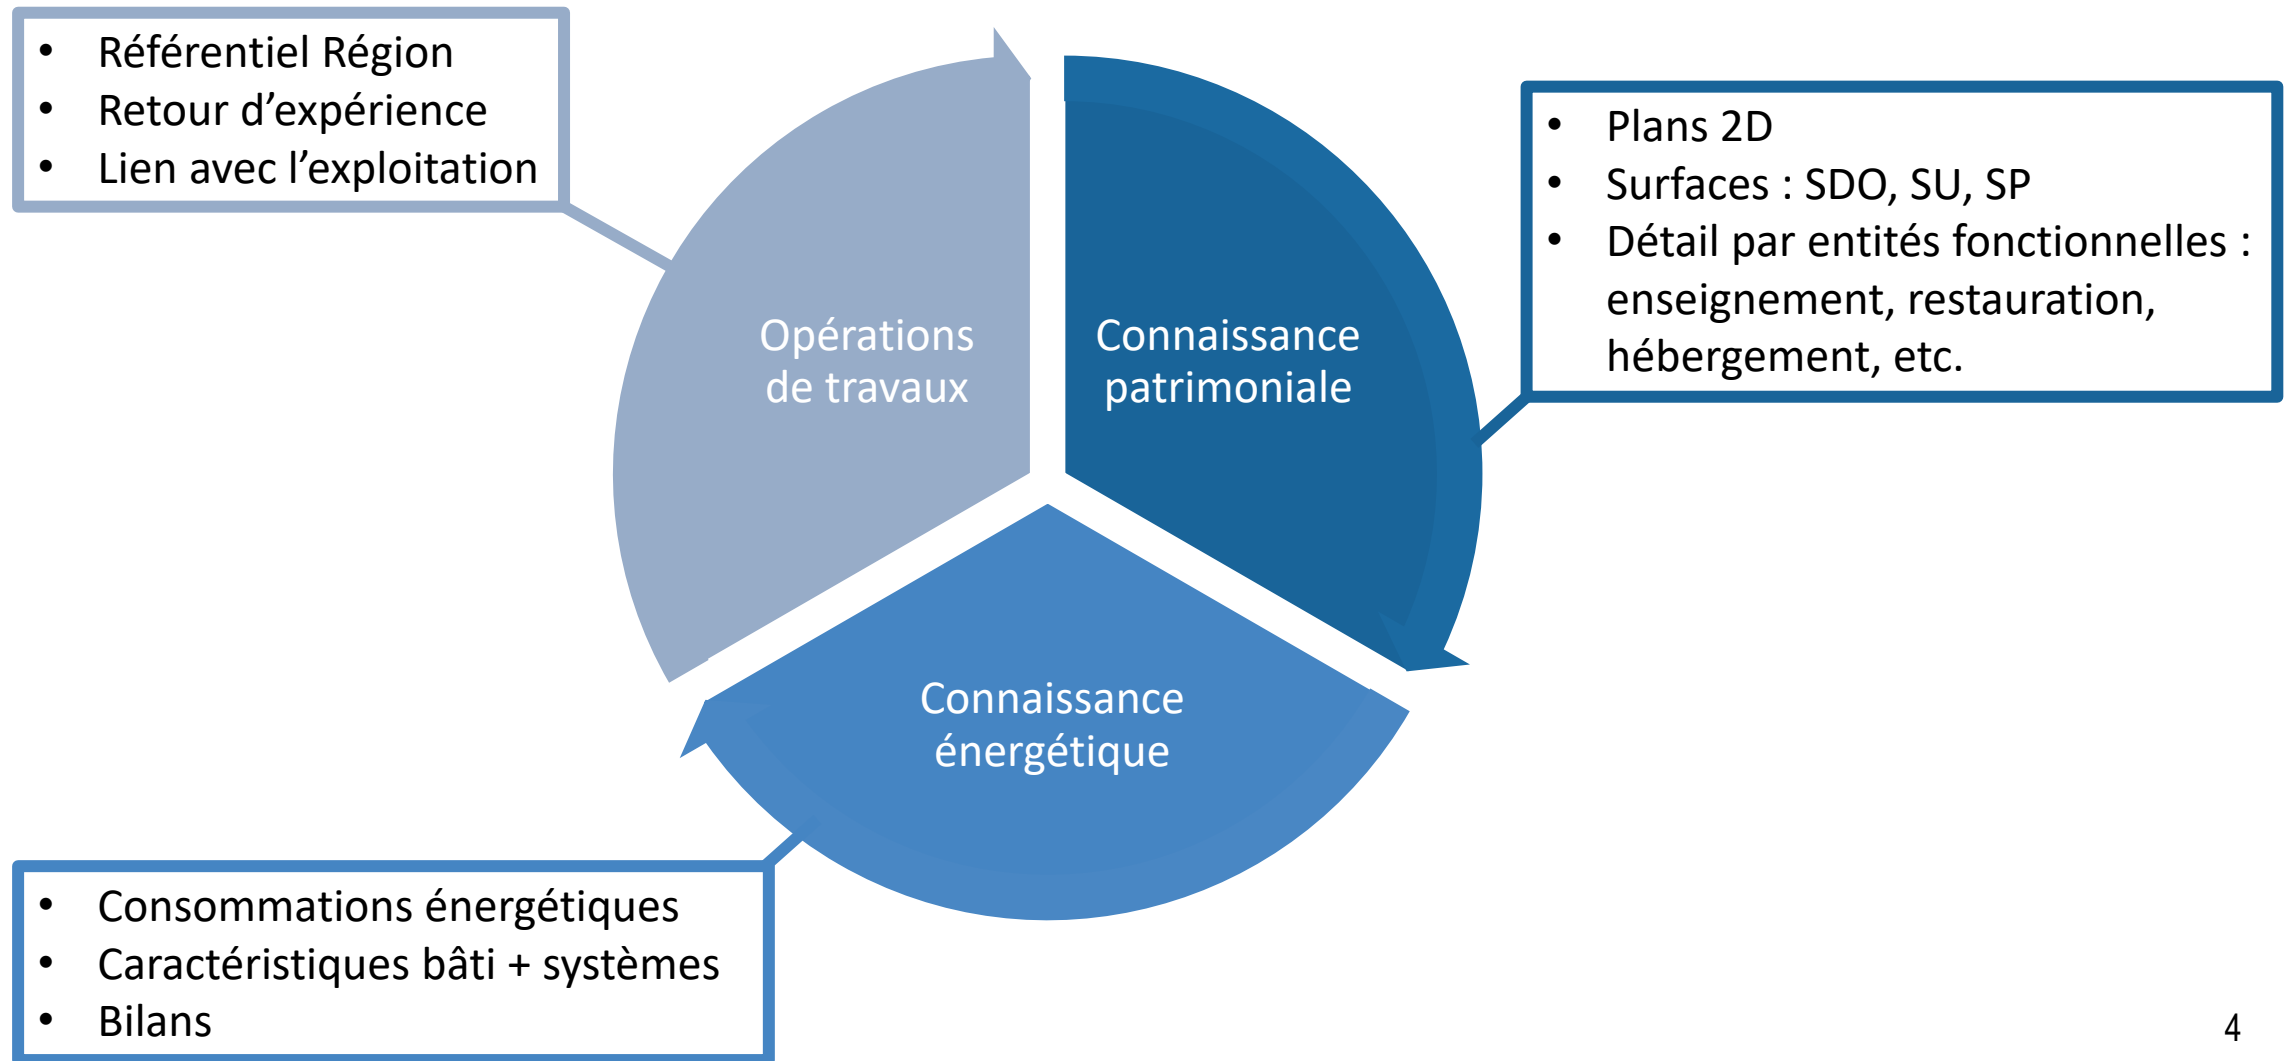 • Référentiel Région
• Retour d’expérience
• Lien avec l’exploitation
Opérations
de travaux
Connaissance
patrimoniale
• Plans 2D
• Surfaces : SDO, SU, SP
• Détail par entités fonctionnelles :
enseignement, restauration,
hébergement, etc.
Connaissance
énergétique
• Consommations énergétiques
• Caractéristiques bâti + systèmes
• Bilans
4